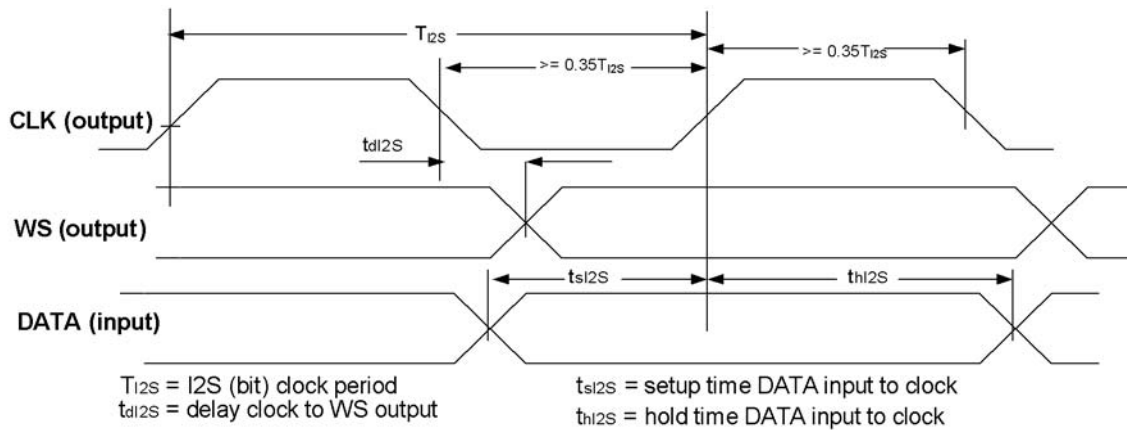 TI2S
>= 0.35TI2S
>= 0.35TI2S
CLK (output)
tdI2S
WS (output)
tsI2S
thI2S
DATA (input)
TI2S = I2S (bit) clock period
tdI2S = delay clock to WS output
tsI2S = setup time DATA input to clock
thI2S = hold time DATA input to clock